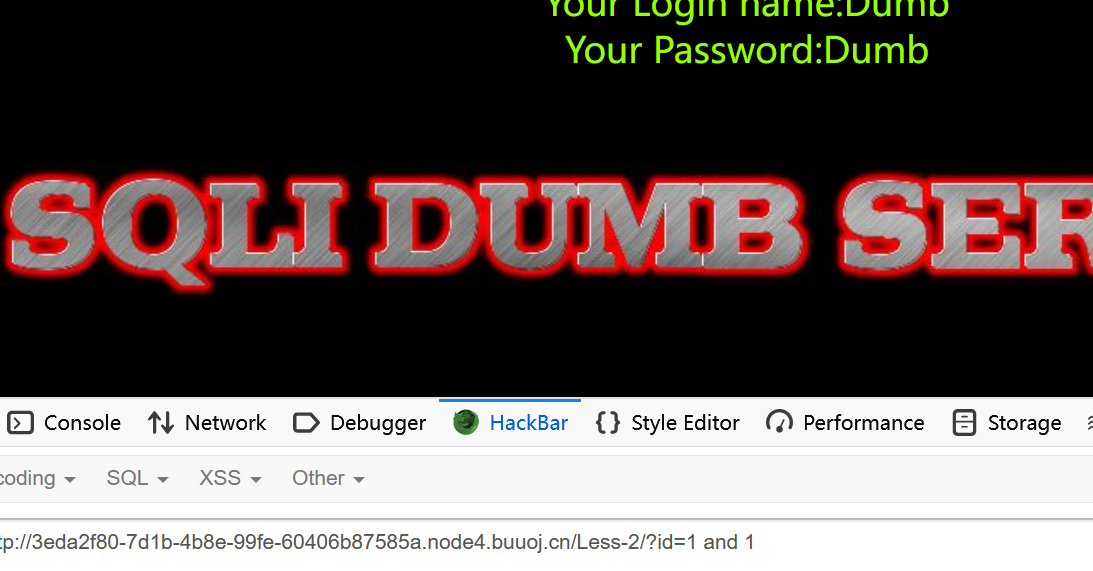 Your Login name:Dumb
Your Password:Dumb
SQLI DUMB SER
Console Network Debugger HackBar Style Editor Performance Storage
coding SQL XSS Other
tp://3eda2f80-7d1b-4b8e-99fe-60406b87585a.node4.buuoj.cn/Less-2/?id=1 and 1